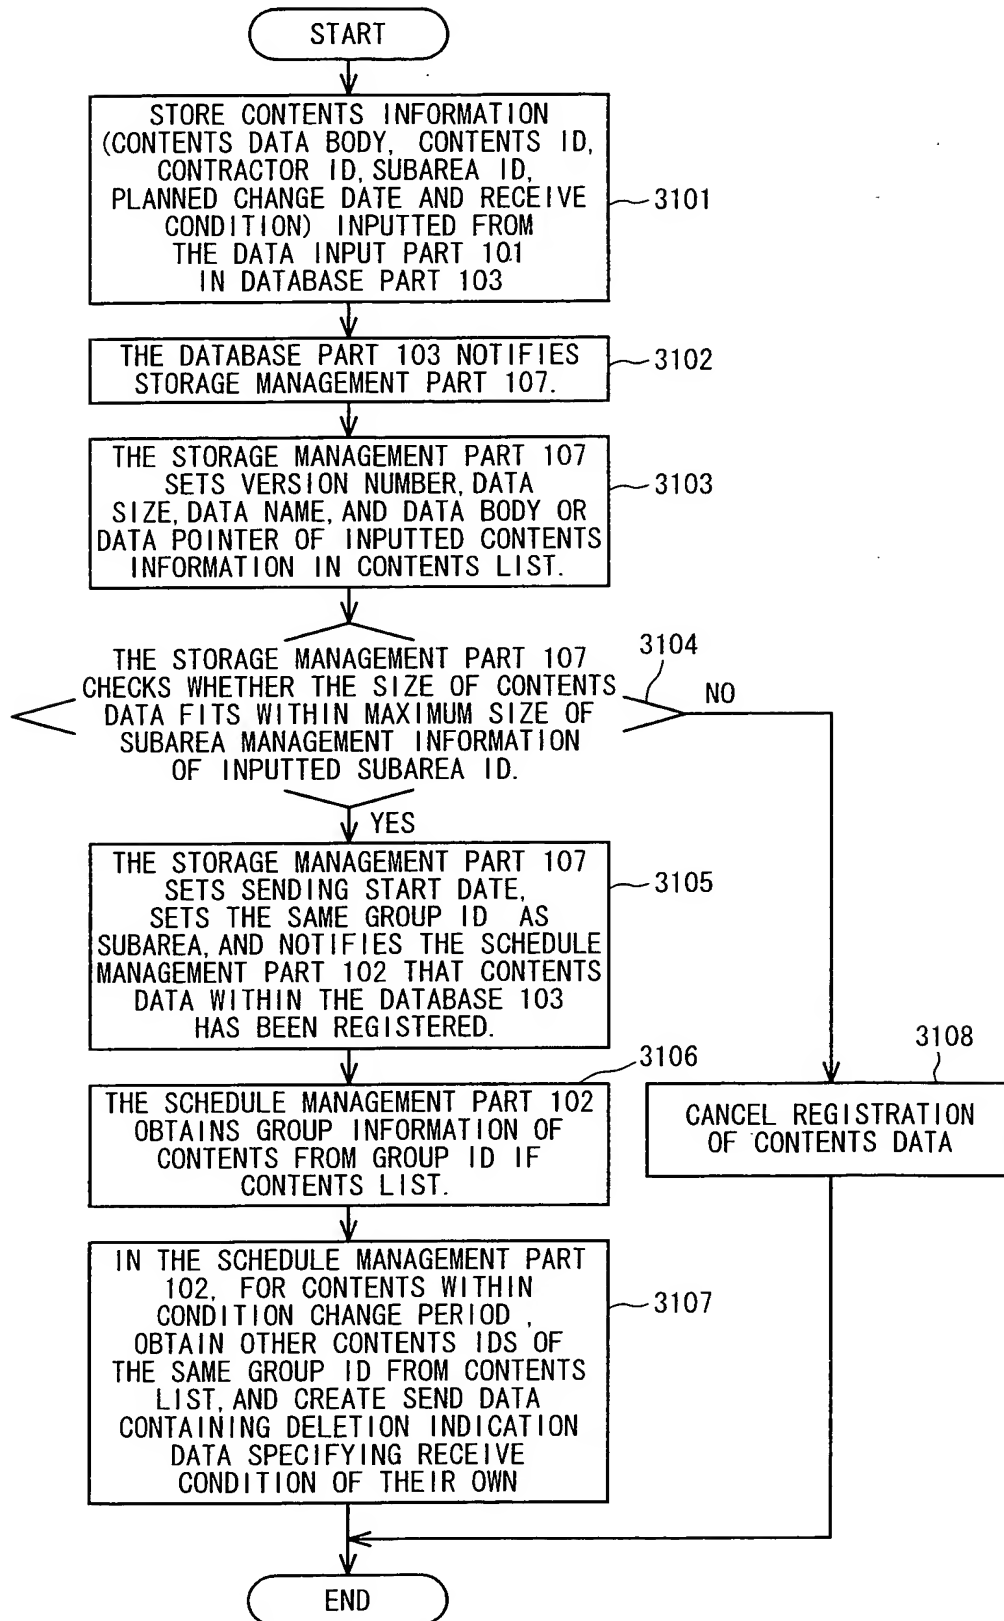 START
STORE CONTENTS INFORMATION
(CONTENTS DATA BODY, CONTENTS ID,
CONTRACTOR ID, SUBAREA ID,
PLANNED CHANGE DATE AND RECEIVE
CONDITION) INPUTTED FROM
THE DATA INPUT PART 101
IN DATABASE PART 103
3101
THE DATABASE PART 103 NOTIFIES
STORAGE MANAGEMENT PART 107.
3102
THE STORAGE MANAGEMENT PART 107
SETS VERSION NUMBER, DATA
SIZE, DATA NAME, AND DATA BODY OR
DATA POINTER OF INPUTTED CONTENTS
INFORMATION IN CONTENTS LIST.
3103
3104
THE STORAGE MANAGEMENT PART 107
CHECKS WHETHER THE SIZE OF CONTENTS
DATA FITS WITHIN MAXIMUM SIZE OF
SUBAREA MANAGEMENT INFORMATION
OF INPUTTED SUBAREA ID.
NO
YES
THE STORAGE MANAGEMENT PART 107
SETS SENDING START DATE,
SETS THE SAME GROUP ID AS
SUBAREA, AND NOTIFIES THE SCHEDULE
MANAGEMENT PART 102 THAT CONTENTS
DATA WITHIN THE DATABASE 103
HAS BEEN REGISTERED.
3105
3106
THE SCHEDULE MANAGEMENT PART 102
OBTAINS GROUP INFORMATION OF
CONTENTS FROM GROUP ID IF
CONTENTS LIST.
3108
CANCEL REGISTRATION
OF CONTENTS DATA
IN THE SCHEDULE MANAGEMENT PART
102, FOR CONTENTS WITHIN
CONDITION CHANGE PERIOD ,
OBTAIN OTHER CONTENTS IDS OF
THE SAME GROUP ID FROM CONTENTS
LIST, AND CREATE SEND DATA
CONTAINING DELETION INDICATION
DATA SPECIFYING RECEIVE
CONDITION OF THEIR OWN
3107
END